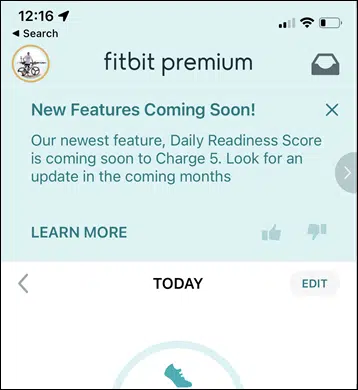 12:16
◀ Search
fitbit premium
New Features Coming Soon!
Our newest feature, Daily Readiness Score
is coming soon to Charge 5. Look for an
update in the coming months
LEARN MORE
TODAY
EDIT